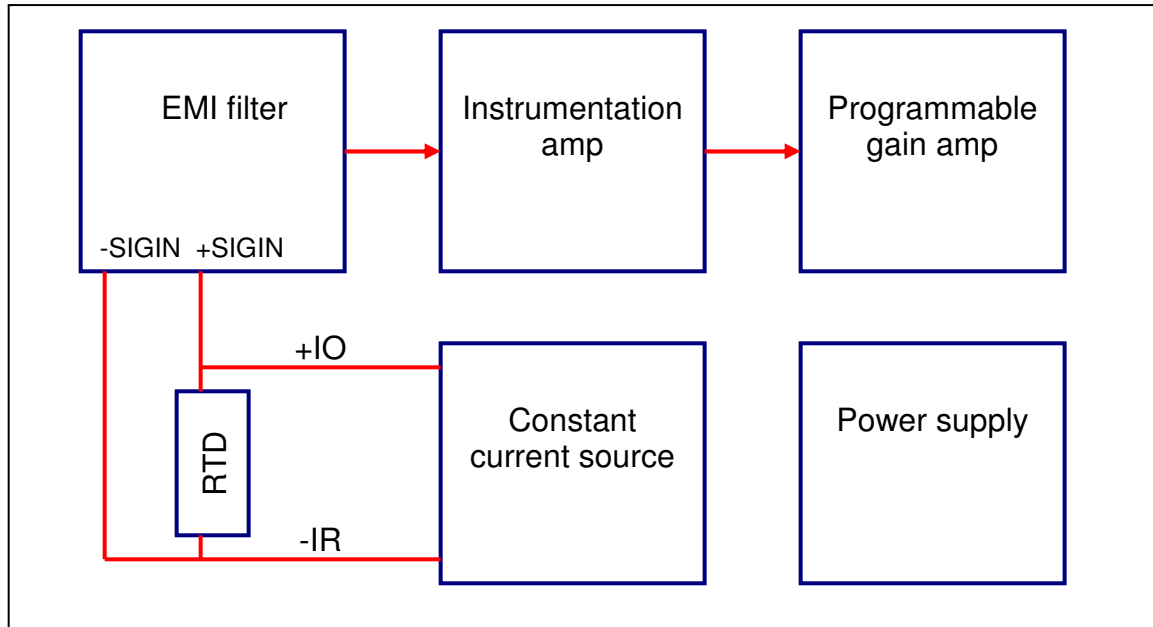 EMI filter
Instrumentation
amp
Programmable
gain amp
-SIGIN +SIGIN
+IO
Constant
current source
Power supply
RTD
-IR